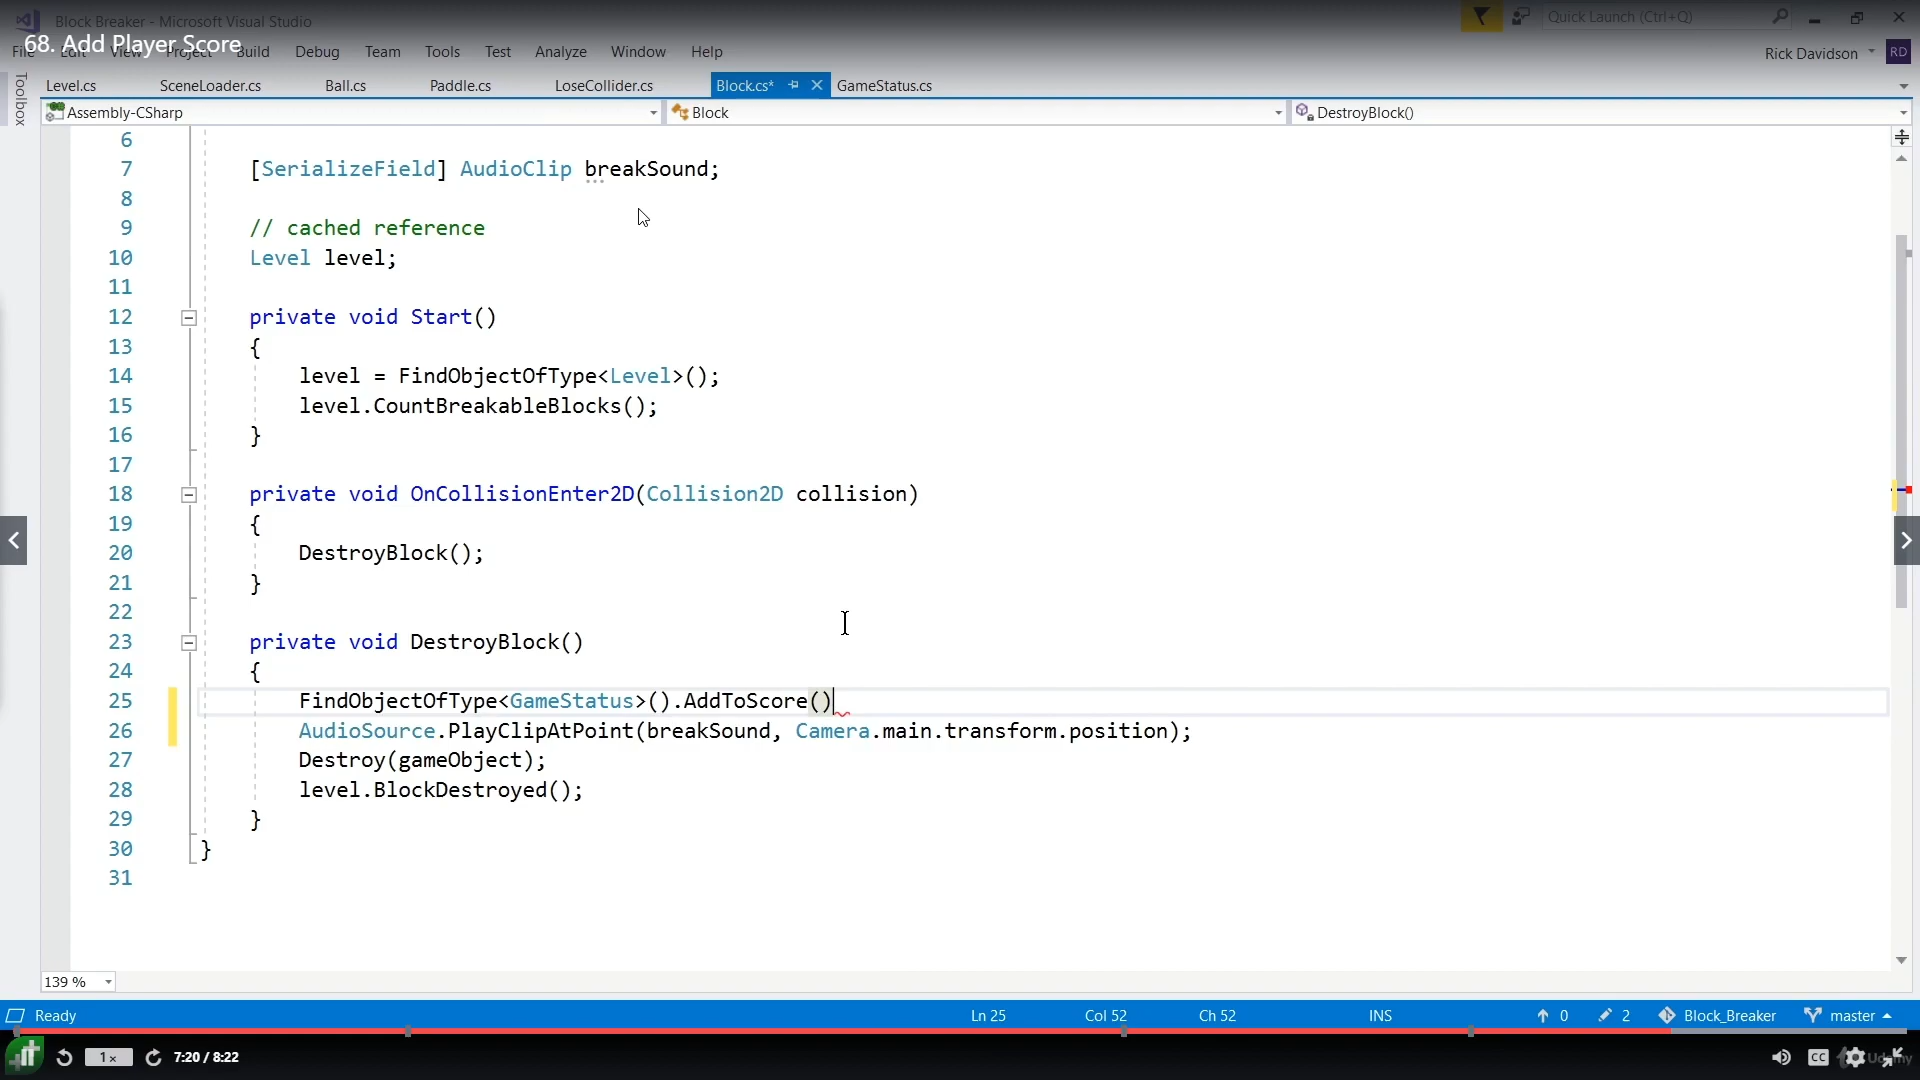 Block Breaker - Microsoft Visual Studio
Quick Launch (Ctrl+Q)
68. Add Player Score
File Edit View Project Build Debug Team Tools Test Analyze Window Help
Rick Davidson RD
Toolbox
Level.cs SceneLoader.cs Ball.cs Paddle.cs LoseCollider.cs Block.cs* GameStatus.cs
Assembly-CSharp Block DestroyBlock()
6
7 [SerializeField] AudioClip breakSound;
8
9 // cached reference
10 Level level;
11
12 private void Start()
13 {
14 level = FindObjectOfType<Level>();
15 level.CountBreakableBlocks();
16 }
17
18 private void OnCollisionEnter2D(Collision2D collision)
19 {
20 DestroyBlock();
21 }
22
23 private void DestroyBlock()
24 {
25 FindObjectOfType<GameStatus>().AddToScore()
26 AudioSource.PlayClipAtPoint(breakSound, Camera.main.transform.position);
27 Destroy(gameObject);
28 level.BlockDestroyed();
29 }
30 }
31
139 %
Ready Ln 25 Col 52 Ch 52 INS 0 2 Block_Breaker master
1x 7:20 / 8:22 CC Udemy